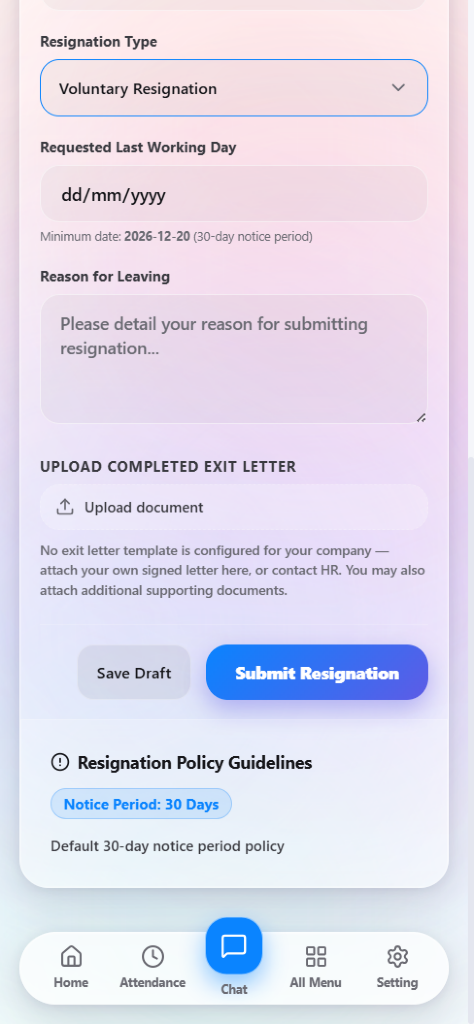 Resignation Type
Voluntary Resignation
Requested Last Working Day
dd/mm/yyyy
Minimum date: 2026-12-20 (30-day notice period)
Reason for Leaving
Please detail your reason for submitting
resignation...
UPLOAD COMPLETED EXIT LETTER
Upload document
No exit letter template is configured for your company —
attach your own signed letter here, or contact HR. You may also
attach additional supporting documents.
Save Draft
Submit Resignation
Resignation Policy Guidelines
Notice Period: 30 Days
Default 30-day notice period policy
Home
Attendance
Chat
All Menu
Setting